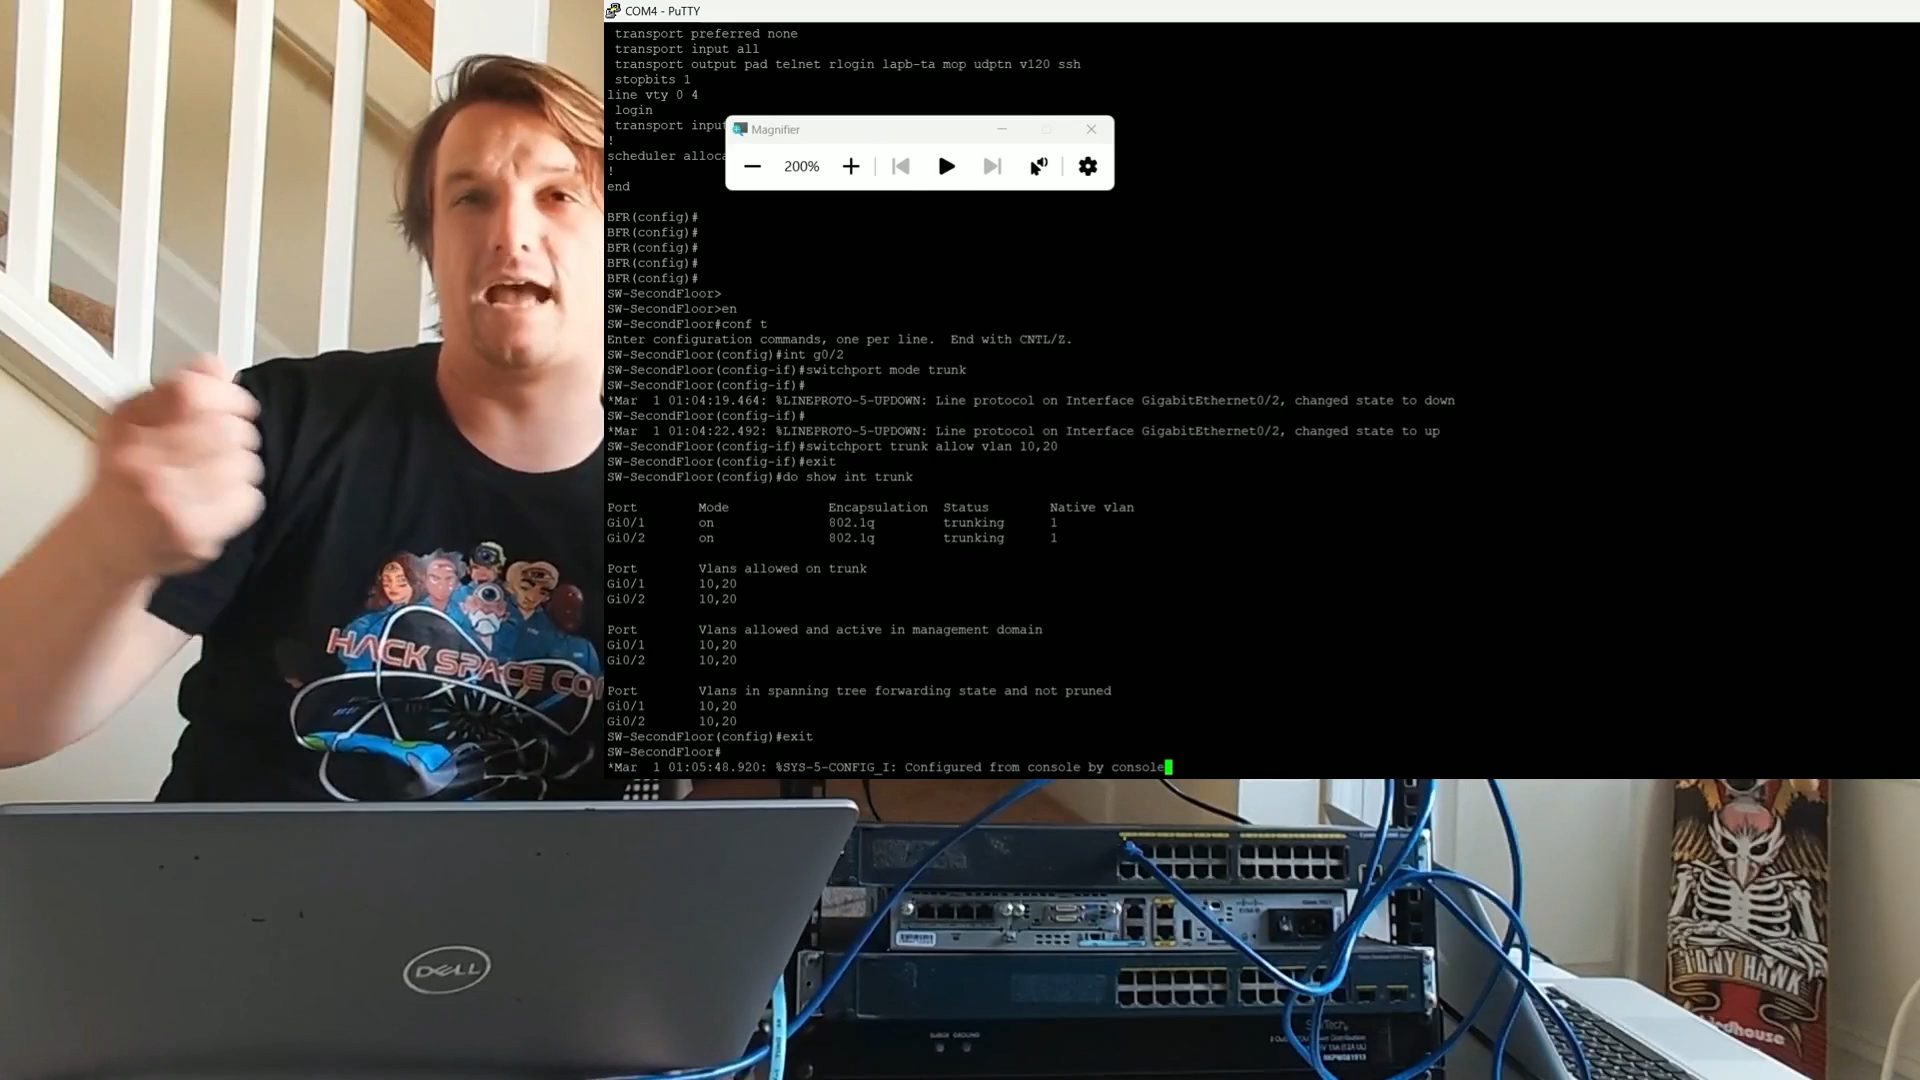 COM4 - PuTTY
transport preferred none
transport input all
transport output pad telnet rlogin lapb-ta mop udptn v120 ssh
stopbits 1
line vty 0 4
login
transport input
!
scheduler alloca
!
end
Magnifier
200%
BFR(config)#
BFR(config)#
BFR(config)#
BFR(config)#
BFR(config)#
SW-SecondFloor>
SW-SecondFloor>en
SW-SecondFloor#conf t
Enter configuration commands, one per line.  End with CNTL/Z.
SW-SecondFloor(config)#int g0/2
SW-SecondFloor(config-if)#switchport mode trunk
SW-SecondFloor(config-if)#
*Mar  1 01:04:19.464: %LINEPROTO-5-UPDOWN: Line protocol on Interface GigabitEthernet0/2, changed state to down
SW-SecondFloor(config-if)#
*Mar  1 01:04:22.492: %LINEPROTO-5-UPDOWN: Line protocol on Interface GigabitEthernet0/2, changed state to up
SW-SecondFloor(config-if)#switchport trunk allow vlan 10,20
SW-SecondFloor(config-if)#exit
SW-SecondFloor(config)#do show int trunk
Port Mode Encapsulation Status Native vlan
Gi0/1 on 802.1q trunking 1
Gi0/2 on 802.1q trunking 1
Port Vlans allowed on trunk
Gi0/1 10,20
Gi0/2 10,20
Port Vlans allowed and active in management domain
Gi0/1 10,20
Gi0/2 10,20
Port Vlans in spanning tree forwarding state and not pruned
Gi0/1 10,20
Gi0/2 10,20
SW-SecondFloor(config)#exit
SW-SecondFloor#
*Mar  1 01:05:48.920: %SYS-5-CONFIG_I: Configured from console by console
HACK SPACE CO
DELL
SURGE GROUND
TONY HAWK